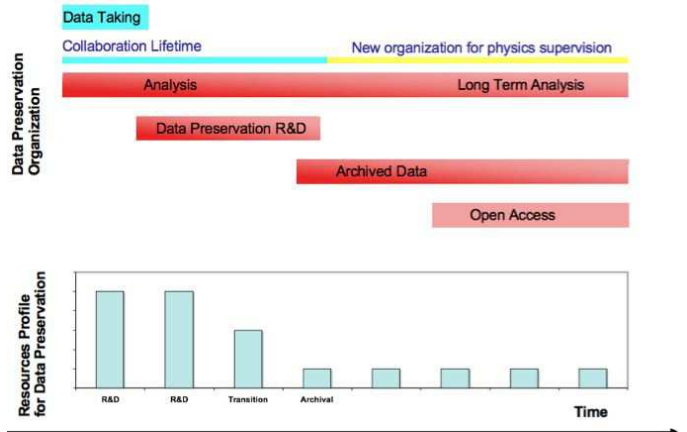 Data Taking
Collaboration Lifetime
New organization for physics supervision
Data Preservation
Organization
Analysis
Long Term Analysis
Data Preservation R&D
Archived Data
Open Access
Resources Profile
for Data Preservation
R&D
R&D
Transition
Archival
Time